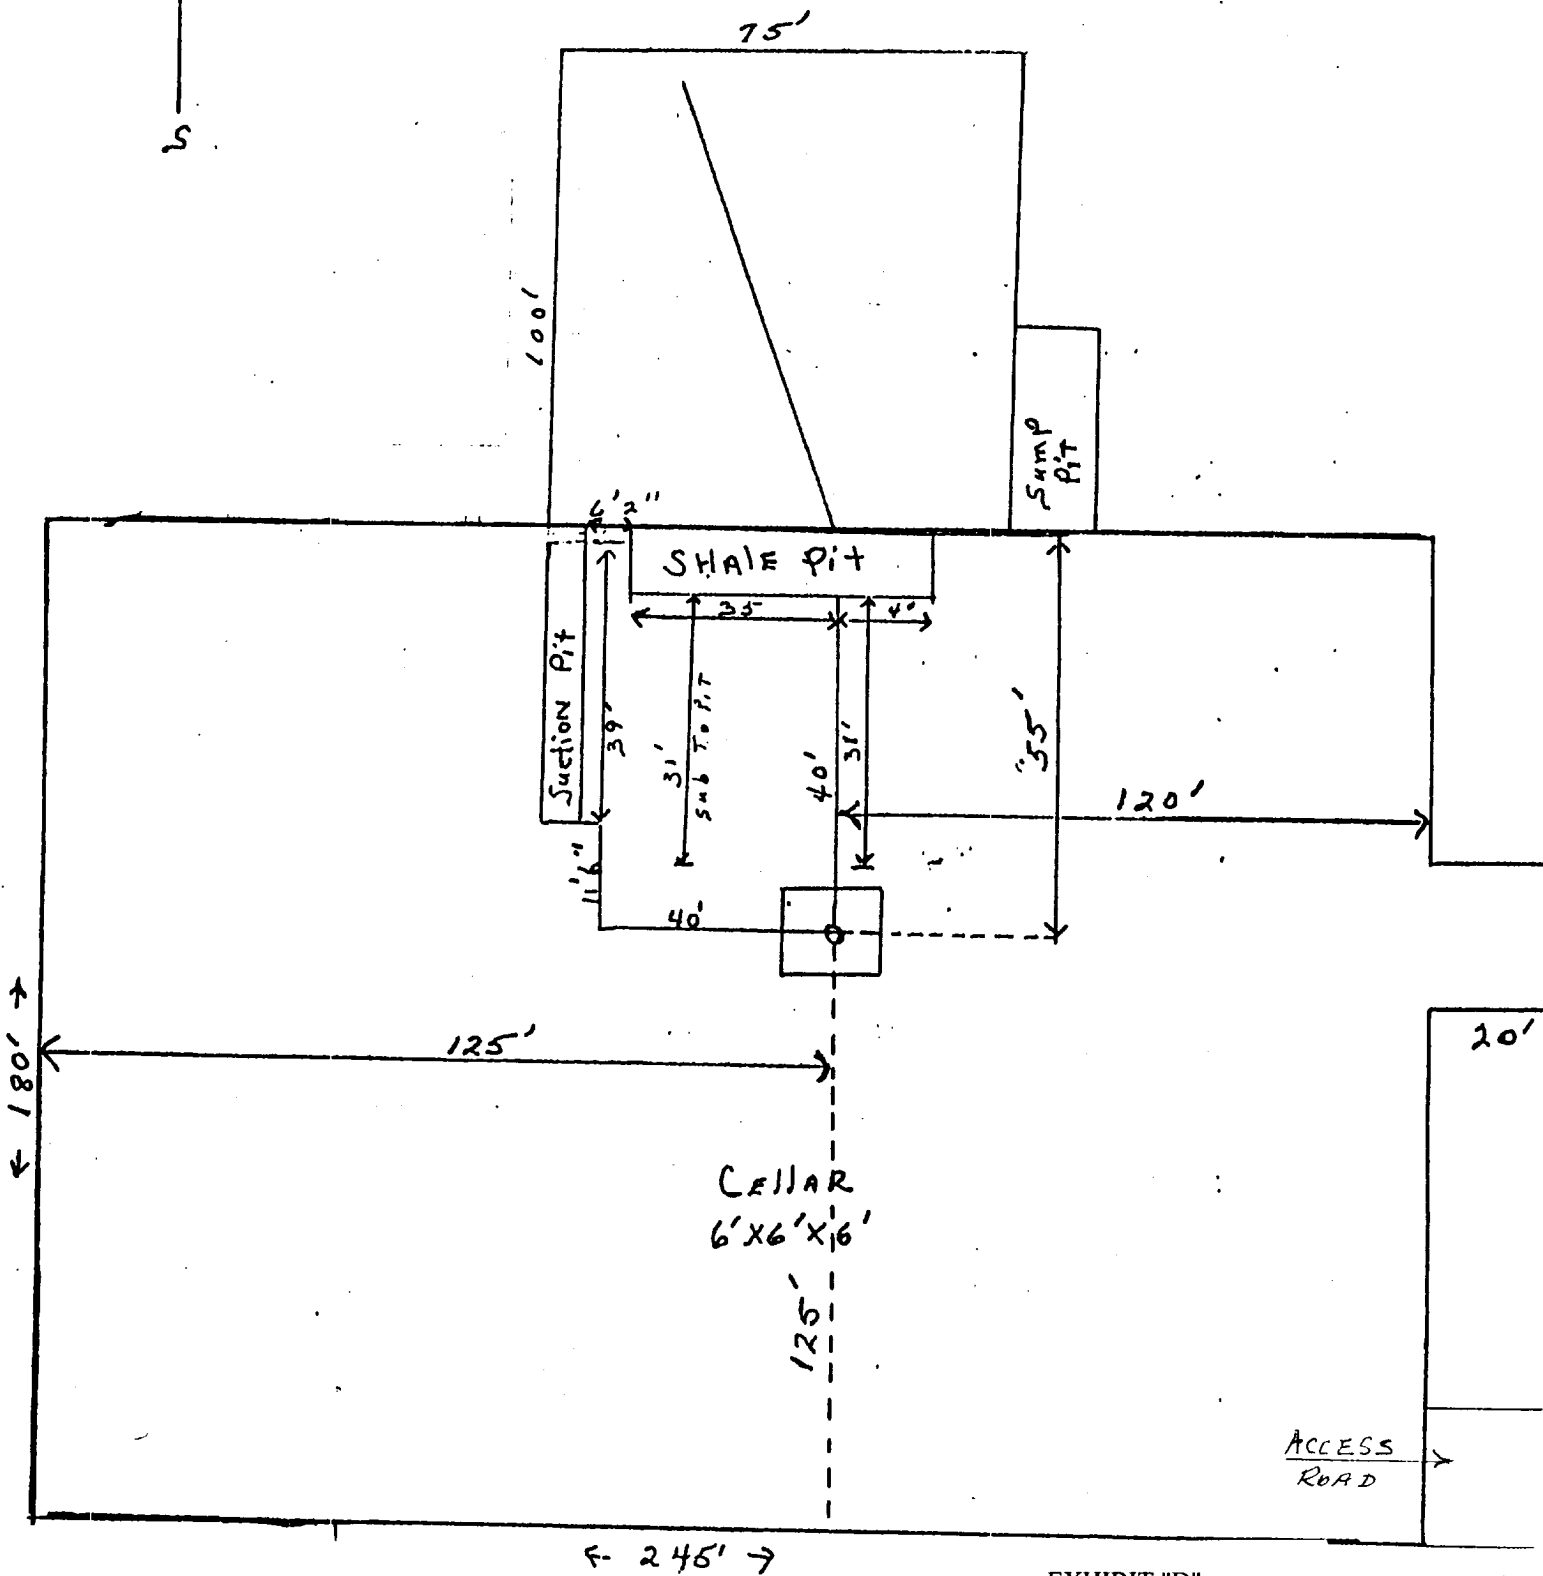 75'
S
100'
Sump
Pit
6'2"
SHAlE Pit
35
4'
Suction Pit
39'
31'
Sub To Pit
40'
31'
55'
120'
11'6"
40'
20'
125'
180'
CEllAR
6'X6'X6'
125'
ACCESS
ROAD
245'